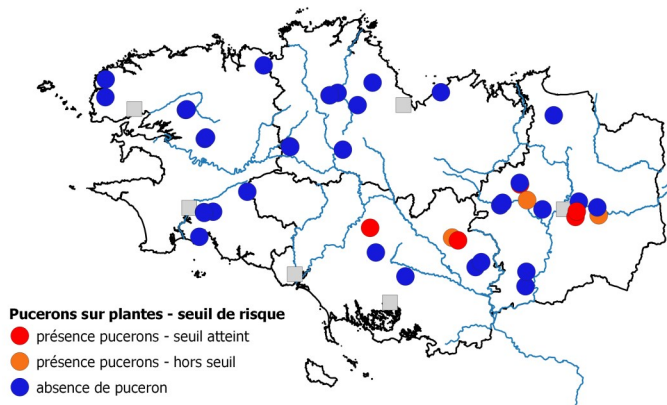 Pucerons sur plantes - seuil de risque
présence pucerons - seuil atteint
présence pucerons - hors seuil
absence de puceron